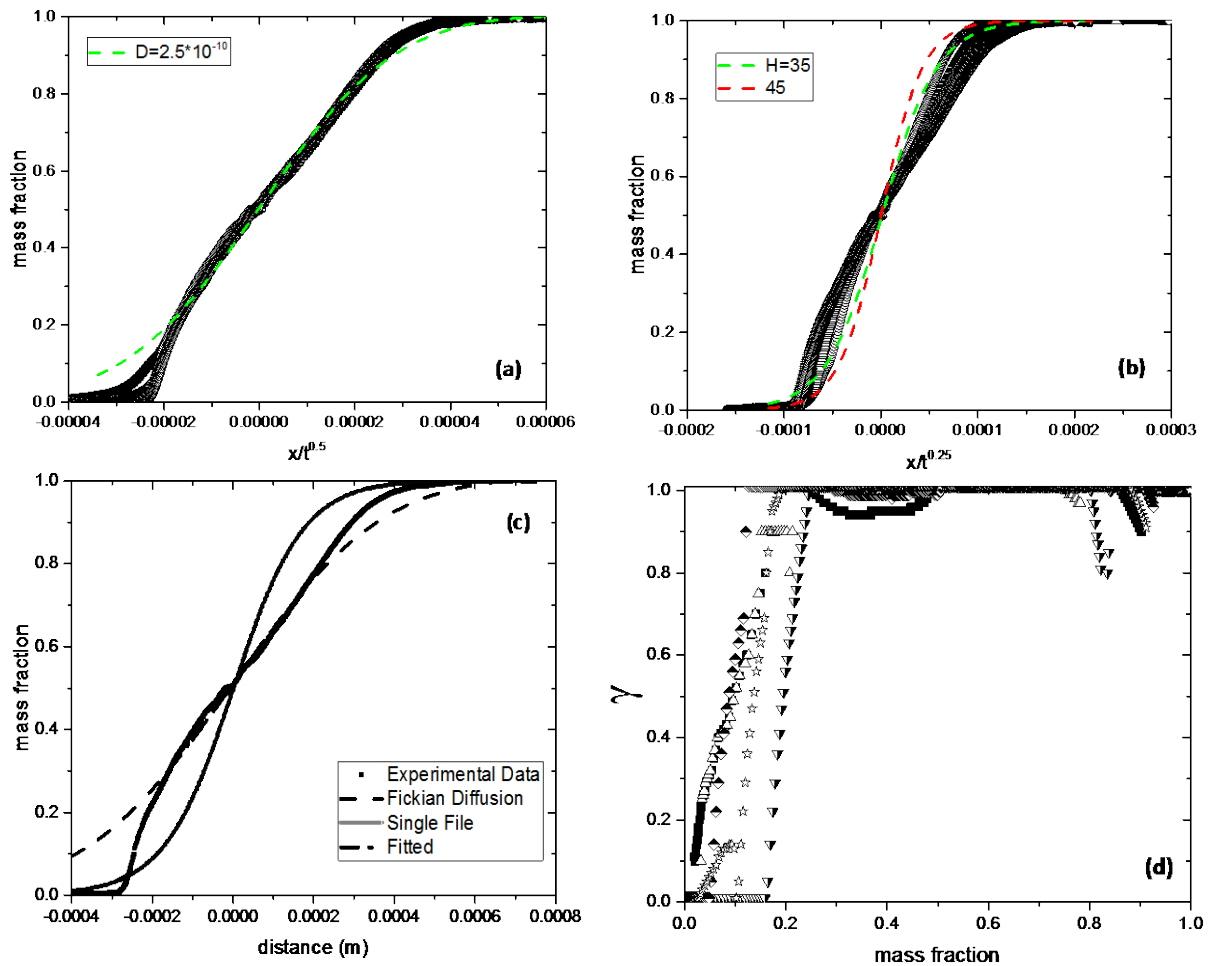 1.0
0.8
0.6
0.4
0.2
0.0
mass fraction
D=2.5*10-10
(a)
-0.00004
-0.00002
0.00000
0.00002
0.00004
0.00006
x/t0.5
1.0
0.8
0.6
0.4
0.2
0.0
mass fraction
H=35
45
(b)
-0.0002
-0.0001
0.0000
0.0001
0.0002
0.0003
x/t0.25
1.0
0.8
0.6
0.4
0.2
0.0
mass fraction
(c)
Experimental Data
Fickian Diffusion
Single File
Fitted
-0.0004
-0.0002
0.0000
0.0002
0.0004
0.0006
0.0008
distance (m)
1.0
0.8
0.6
0.4
0.2
0.0
γ
(d)
0.0
0.2
0.4
0.6
0.8
1.0
mass fraction